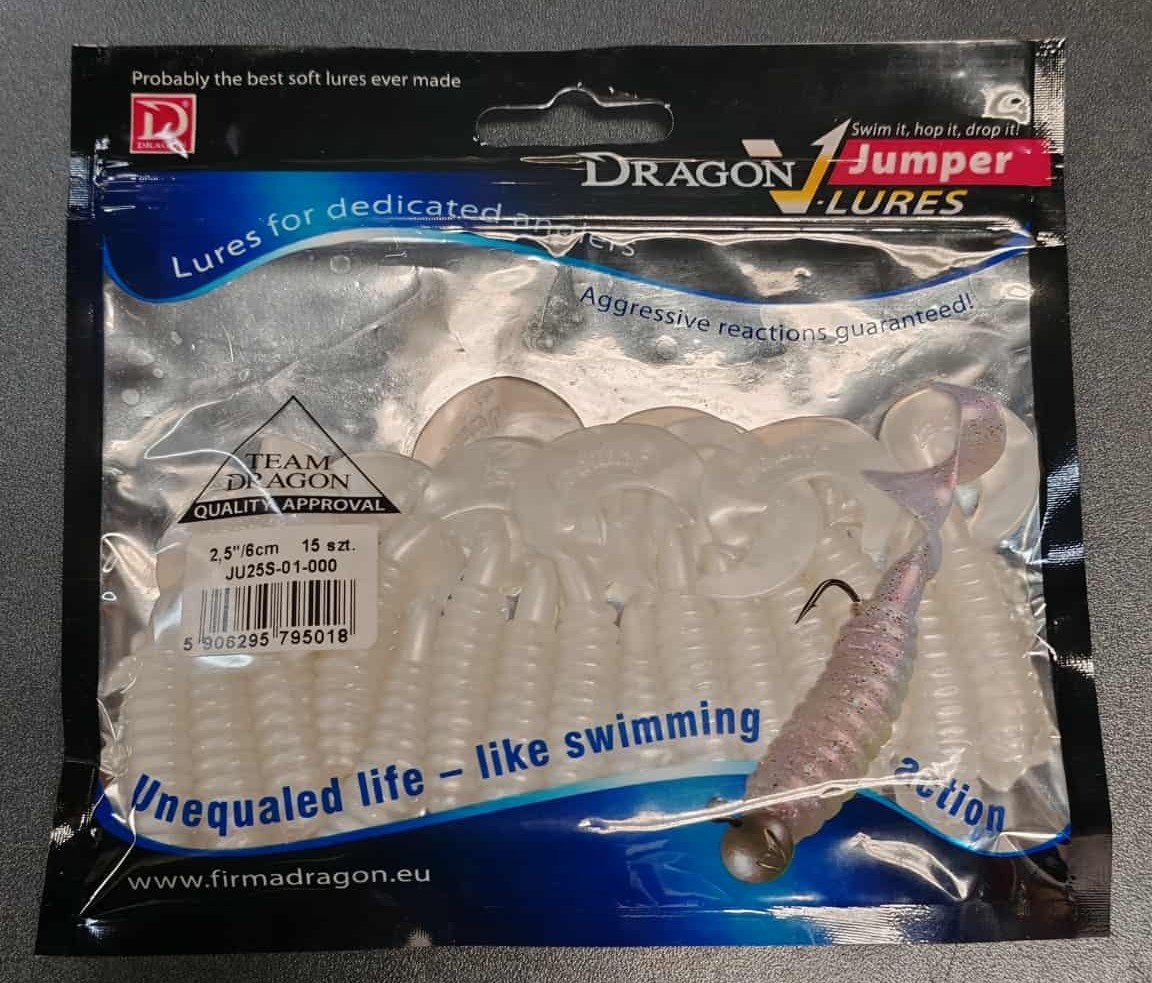 Probably the best soft lures ever made
DRAGON
Swim it, hop it, drop it!
DRAGON
Jumper
LURES
Lures for dedicated anglers
Aggressive reactions guaranteed!
TEAM
DRAGON
QUALITY APPROVAL
2,5"/6cm 15 szt.
JU25S-01-000
5 906295 795018
Unequaled life – like swimming action
www.firmadragon.eu